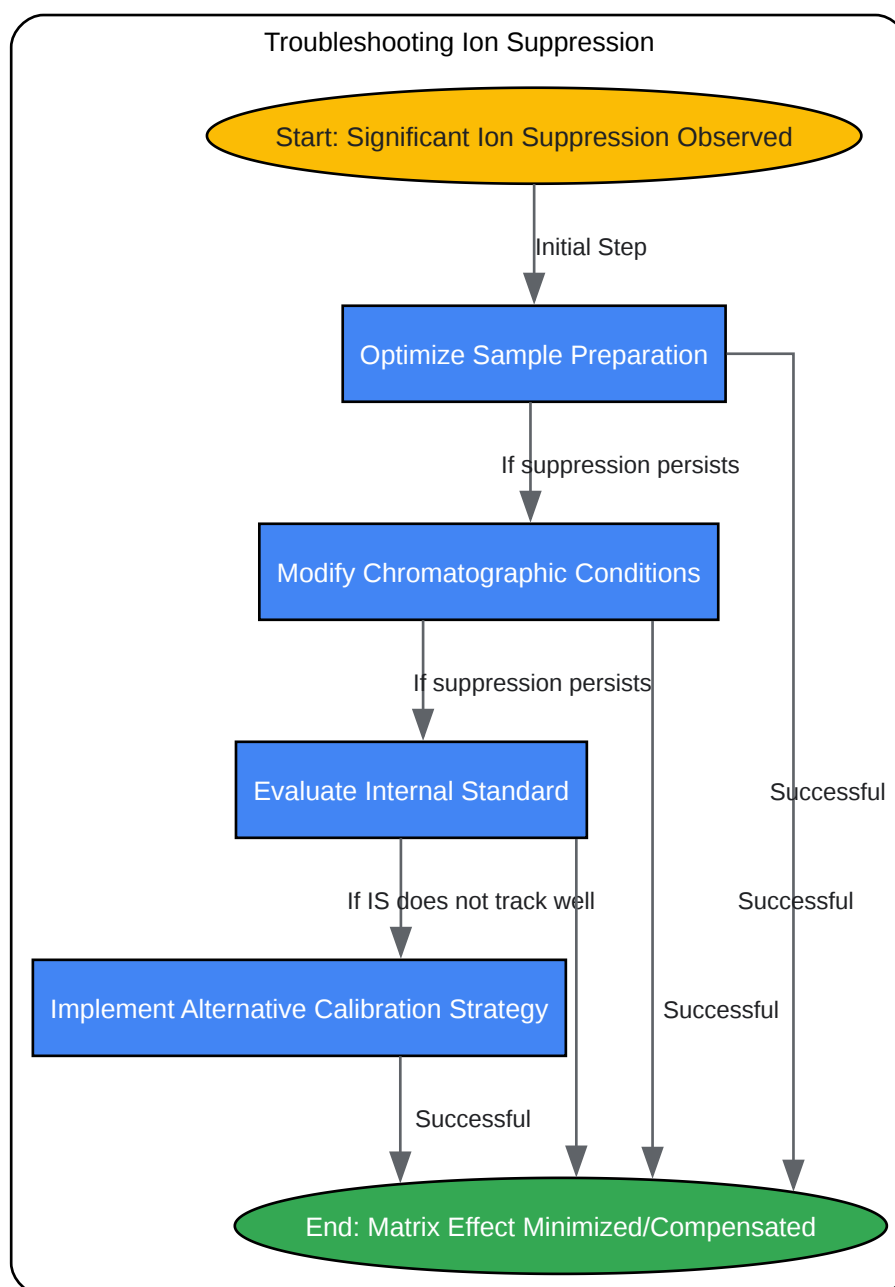 Troubleshooting Ion Suppression
Start: Significant Ion Suppression Observed
Initial Step
Optimize Sample Preparation
If suppression persists
Modify Chromatographic Conditions
If suppression persists
Evaluate Internal Standard
Successful
If IS does not track well
Successful
Implement Alternative Calibration Strategy
Successful
Successful
End: Matrix Effect Minimized/Compensated